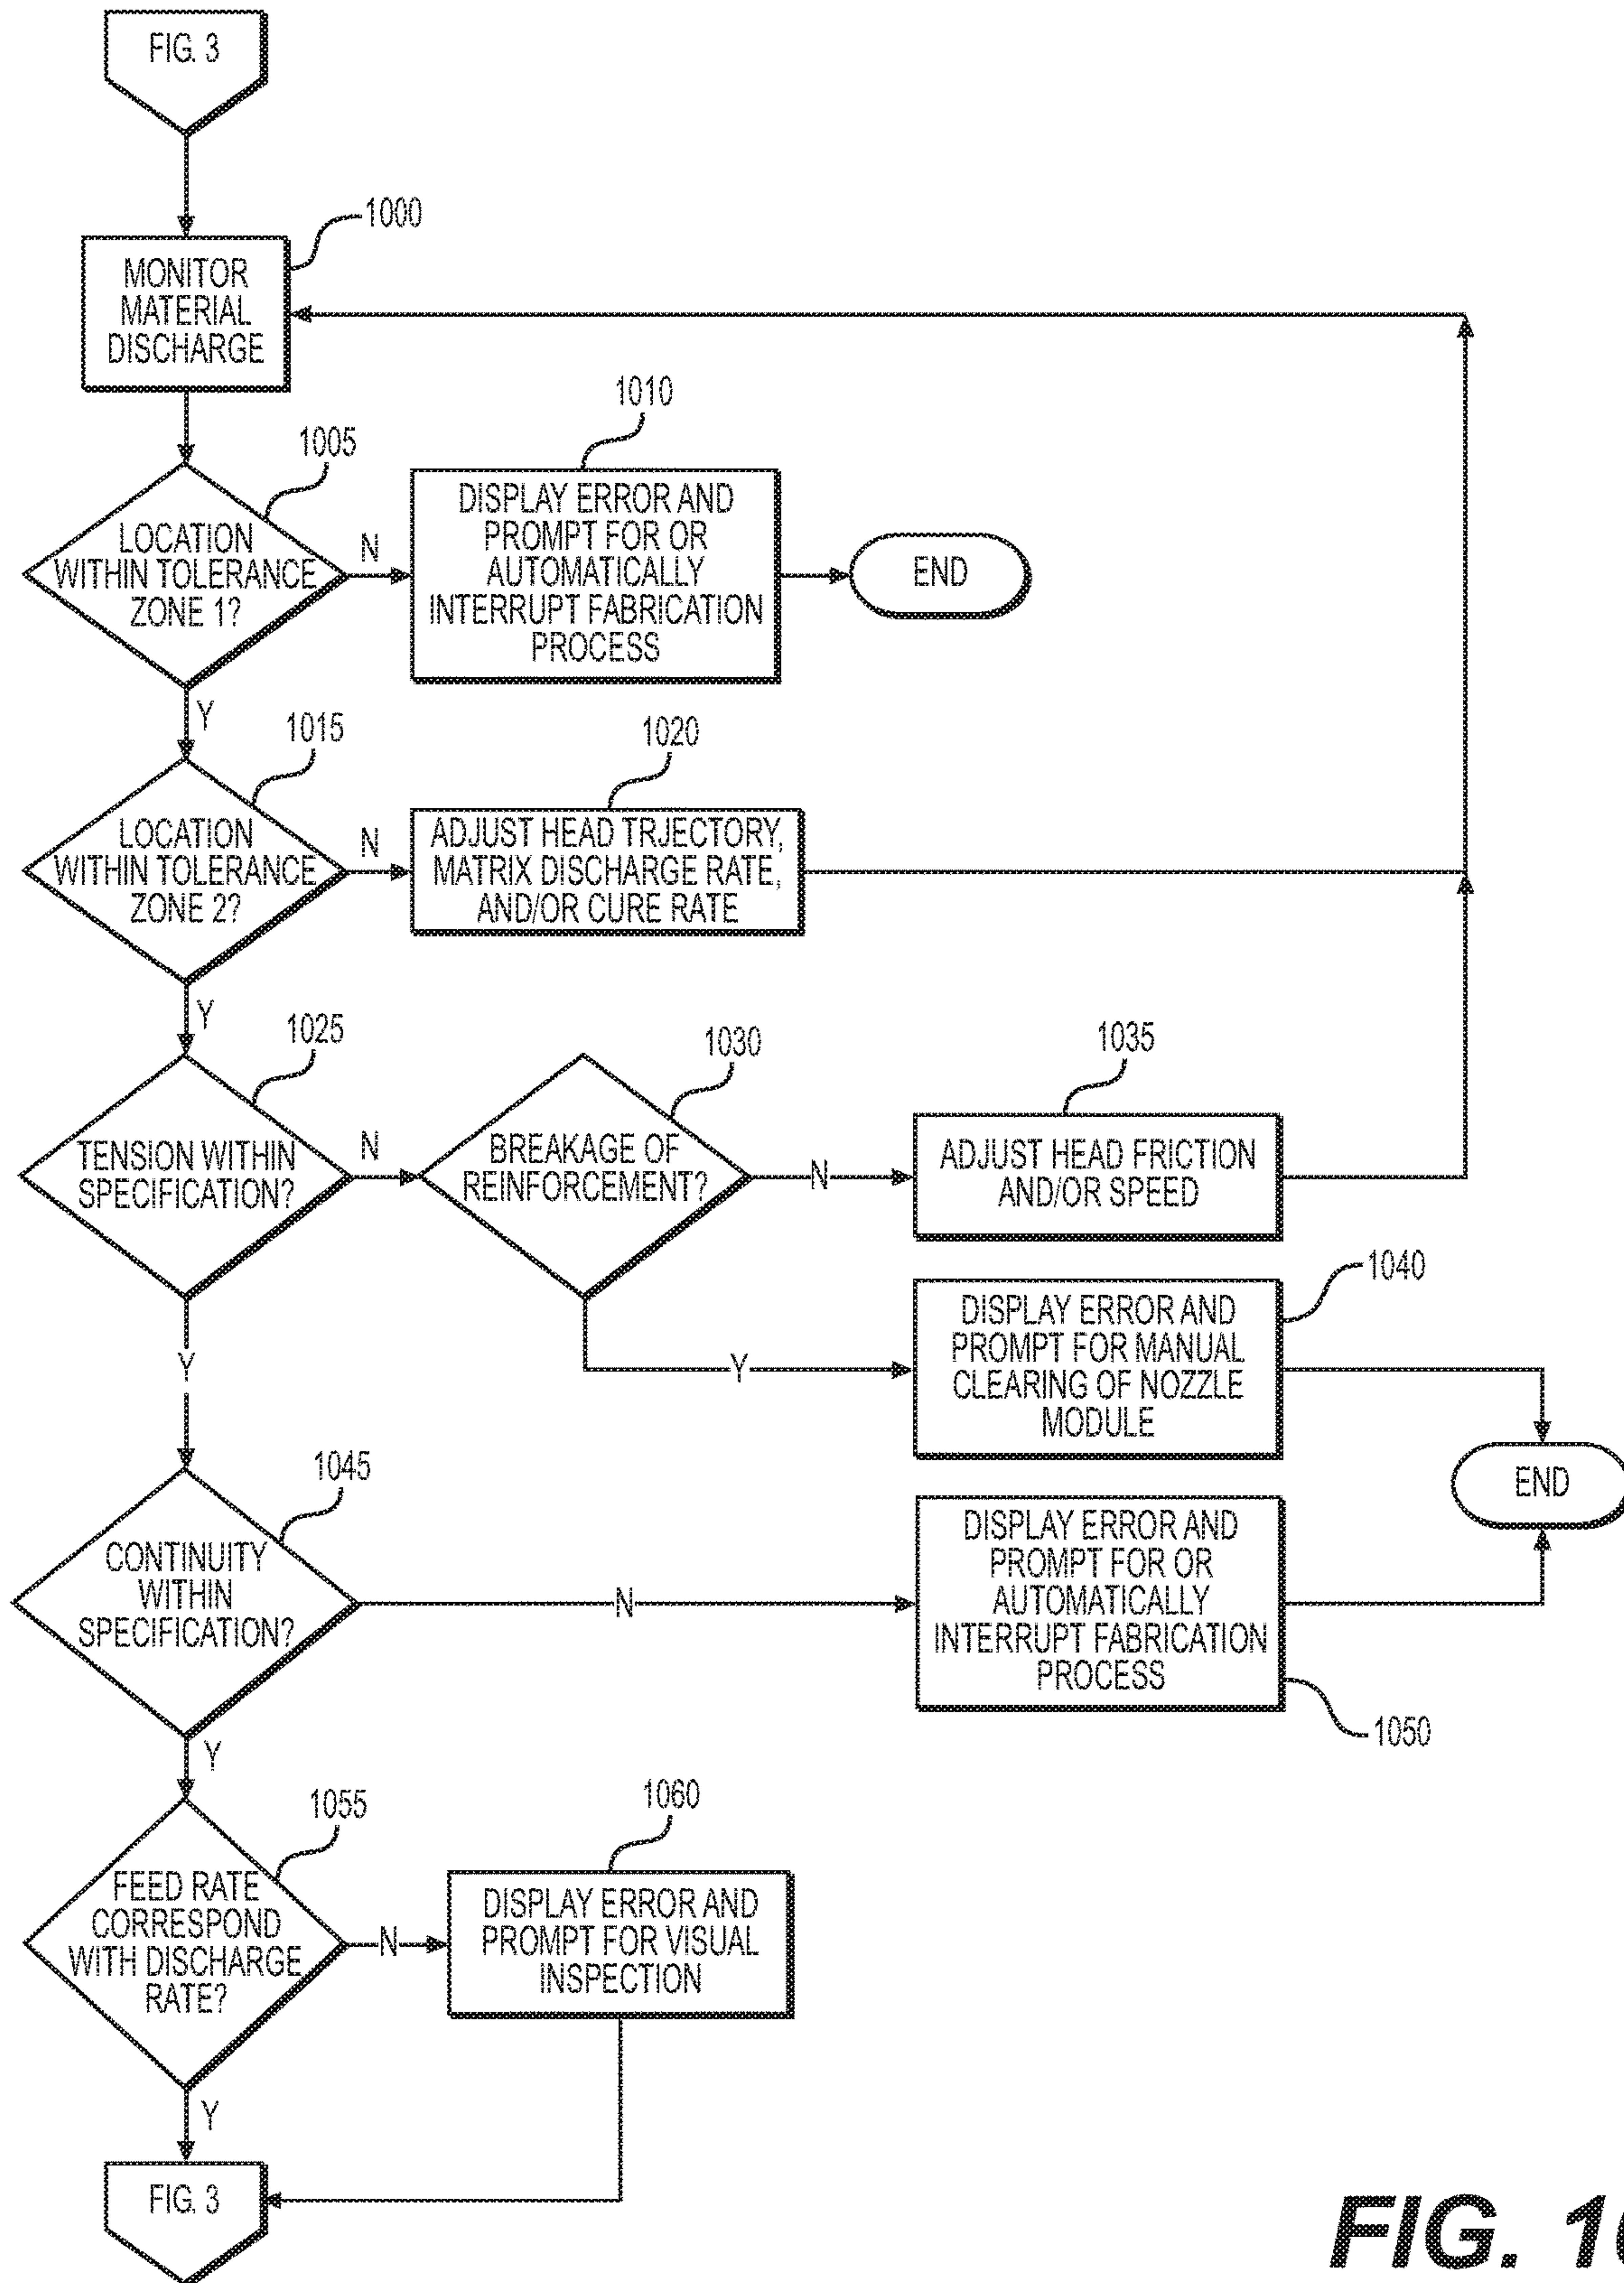 FIG. 3
1000
MONITOR
MATERIAL
DISCHARGE
1005
LOCATION
WITHIN TOLERANCE
ZONE 1?
N
1010
DISPLAY ERROR AND
PROMPT FOR OR
AUTOMATICALLY
INTERRUPT FABRICATION
PROCESS
END
Y
1015
LOCATION
WITHIN TOLERANCE
ZONE 2?
N
1020
ADJUST HEAD TRJECTORY,
MATRIX DISCHARGE RATE,
AND/OR CURE RATE
Y
1025
TENSION WITHIN
SPECIFICATION?
N
1030
BREAKAGE OF
REINFORCEMENT?
N
1035
ADJUST HEAD FRICTION
AND/OR SPEED
Y
1040
DISPLAY ERROR AND
PROMPT FOR MANUAL
CLEARING OF NOZZLE
MODULE
END
Y
1045
CONTINUITY
WITHIN
SPECIFICATION?
N
DISPLAY ERROR AND
PROMPT FOR OR
AUTOMATICALLY
INTERRUPT FABRICATION
PROCESS
1050
Y
1055
FEED RATE
CORRESPOND
WITH DISCHARGE
RATE?
N
1060
DISPLAY ERROR AND
PROMPT FOR VISUAL
INSPECTION
Y
FIG. 3
FIG.